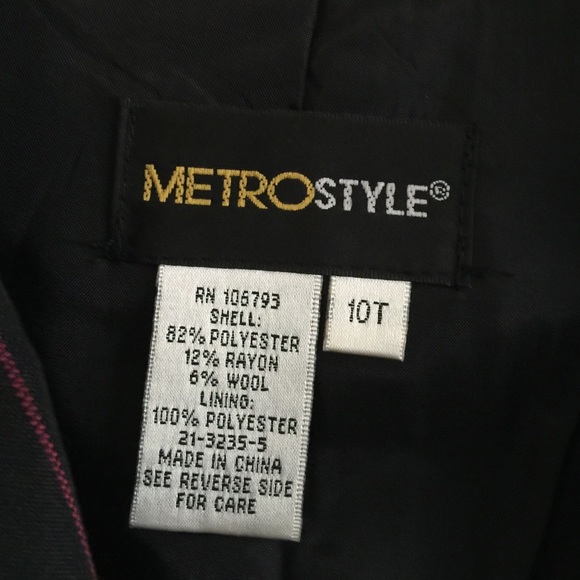 METROSTYLE®
RN 106793
SHELL:
82% POLYESTER
12% RAYON
6% WOOL
LINING:
100% POLYESTER
21-3235-5
MADE IN CHINA
SEE REVERSE SIDE
FOR CARE
10T